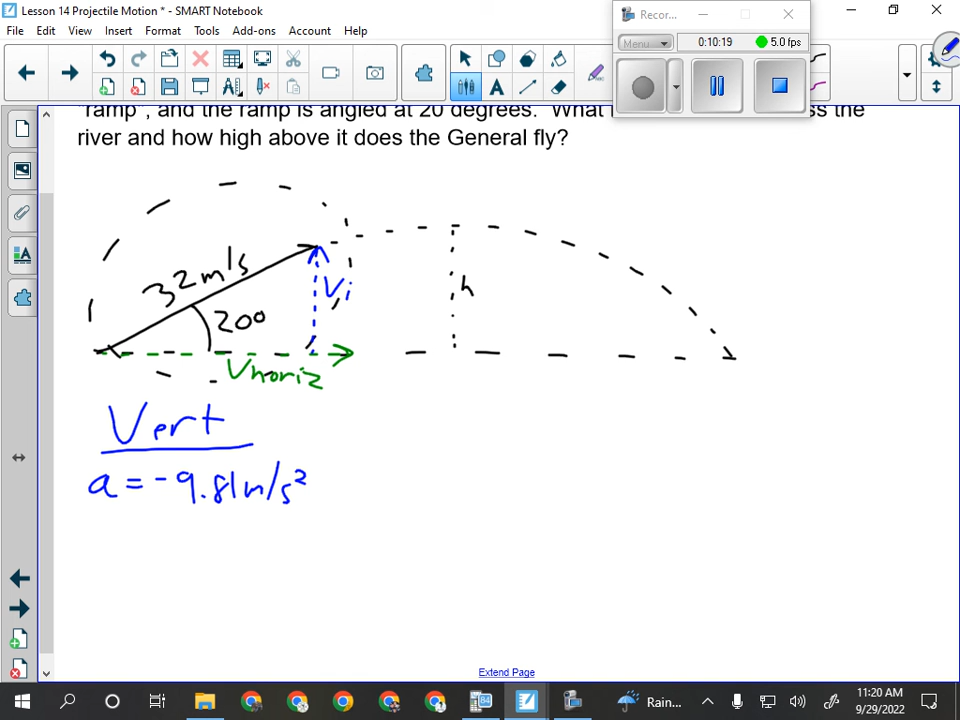 Lesson 14 Projectile Motion * - SMART Notebook
Recor...
File Edit View Insert Format Tools Add-ons Account Help
Menu
0:10:19
5.0 fps
"ramp", and the ramp is angled at 20 degrees. What
ss the
river and how high above it does the General fly?
32m/s
Vi
h
20°
Vhoriz
Vert
a = -9.81m/s²
Extend Page
84
Rain...
11:20 AM
9/29/2022